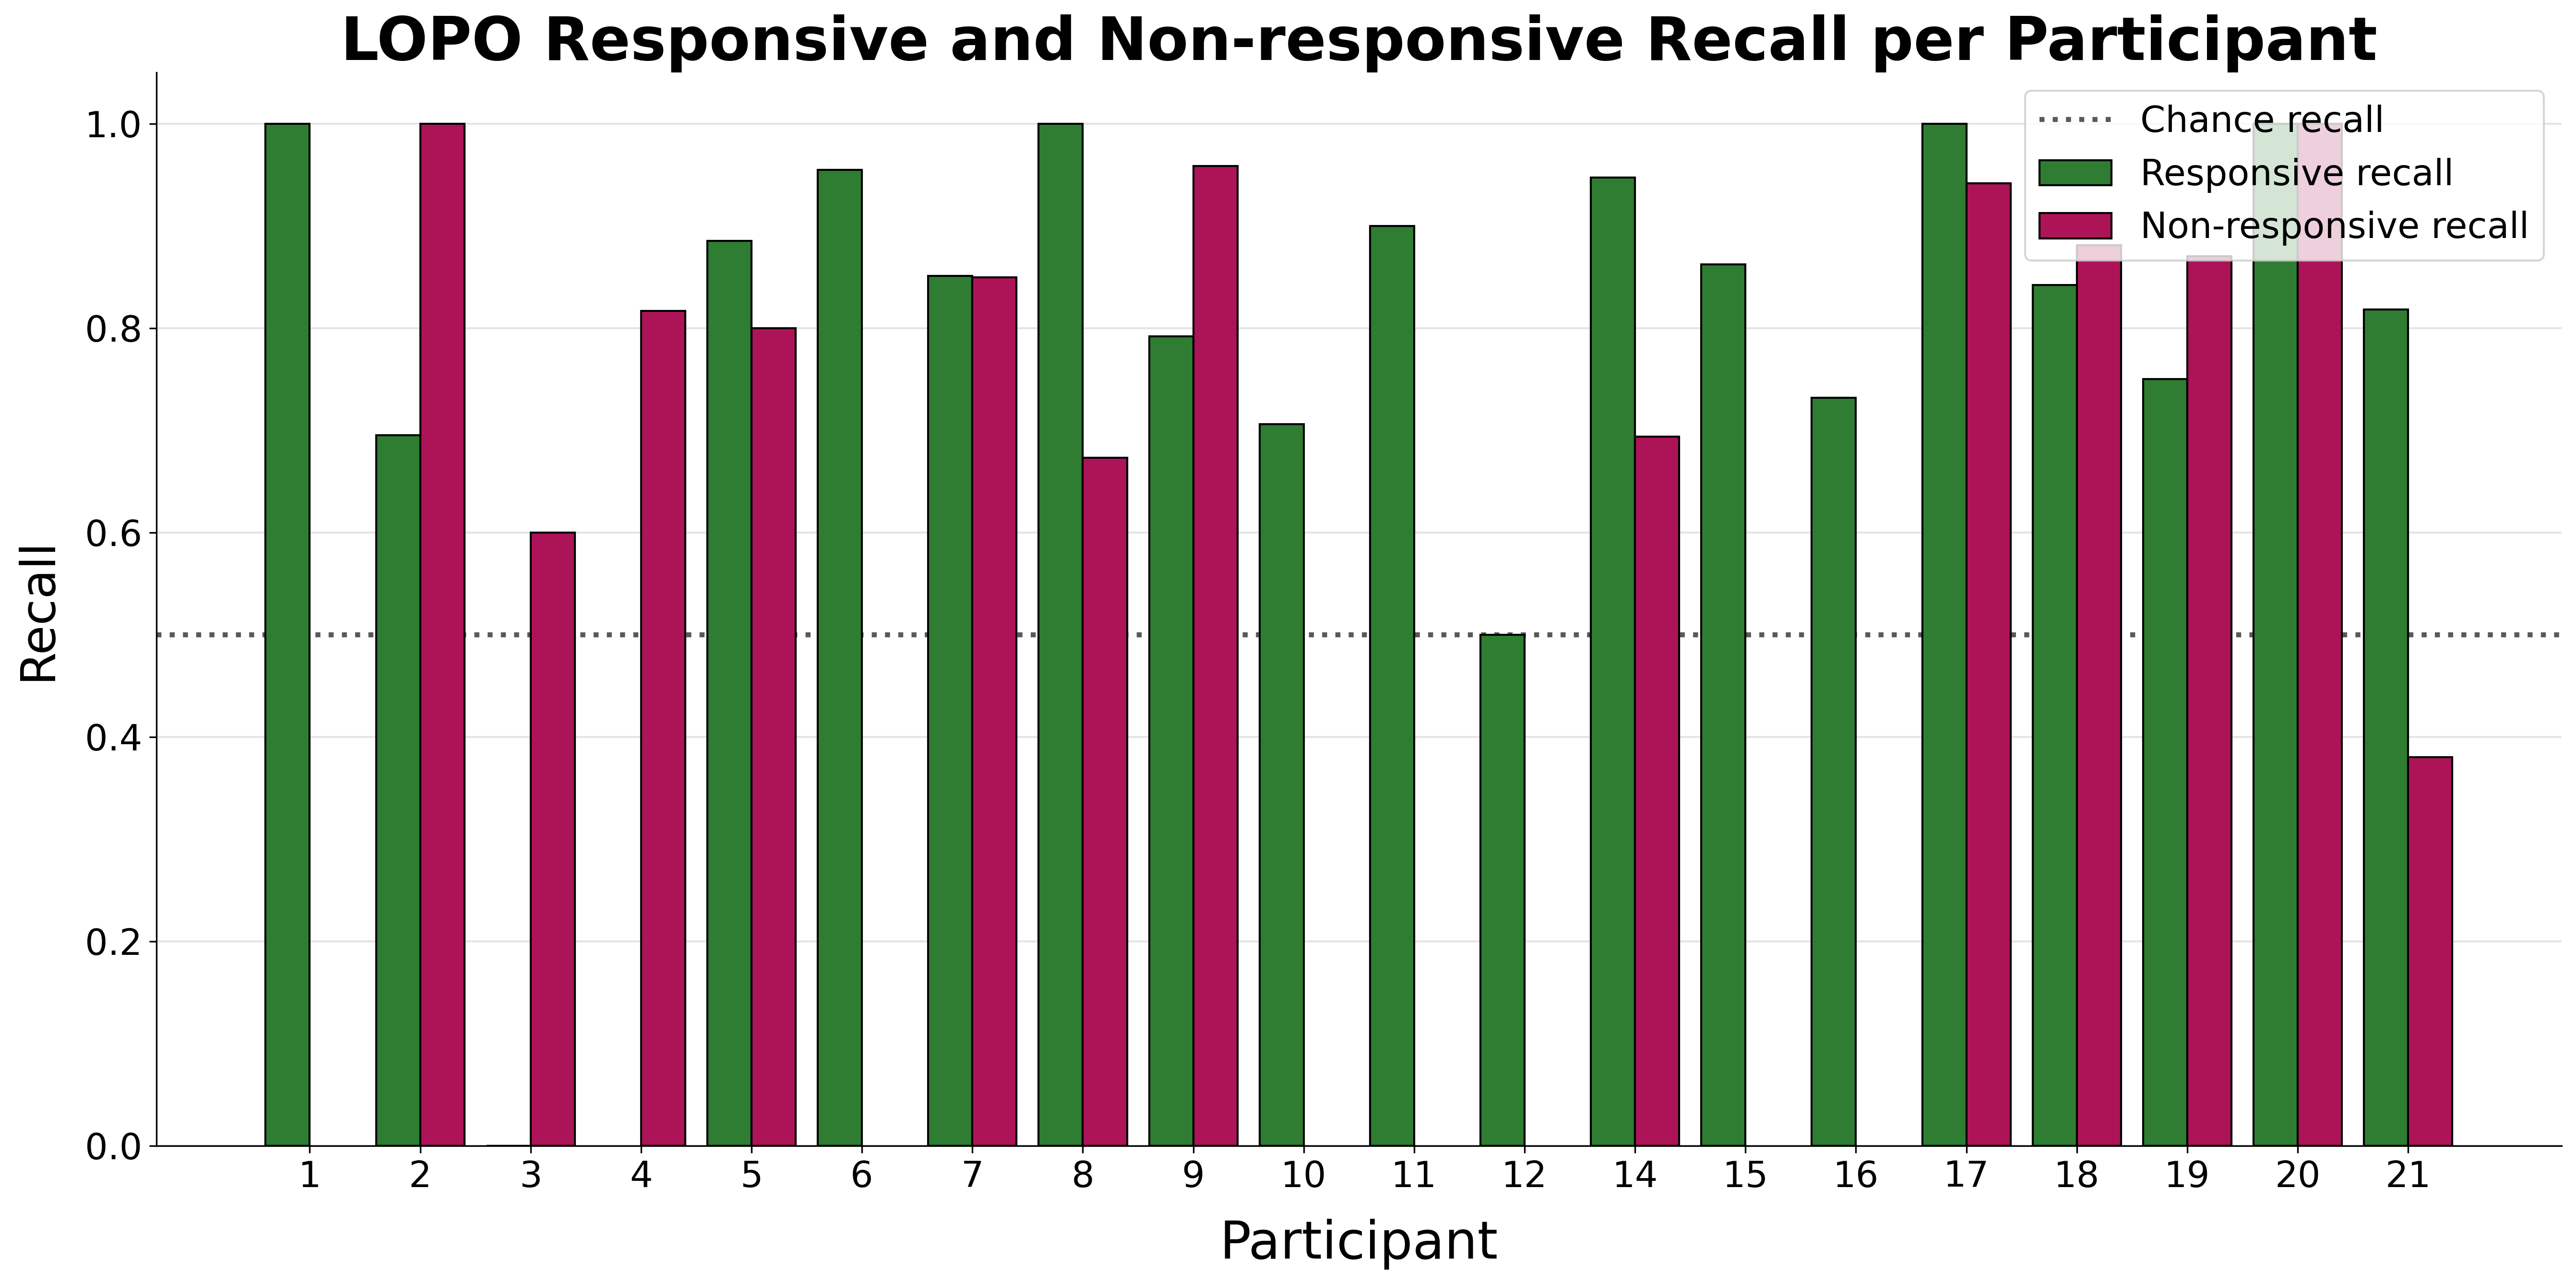 LOPO Responsive and Non-responsive Recall per Participant
Chance recall
Responsive recall
Non-responsive recall
1.0
0.8
0.6
0.4
0.2
0.0
Recall
1 2 3 4 5 6 7 8 9 10 11 12 14 15 16 17 18 19 20 21
Participant